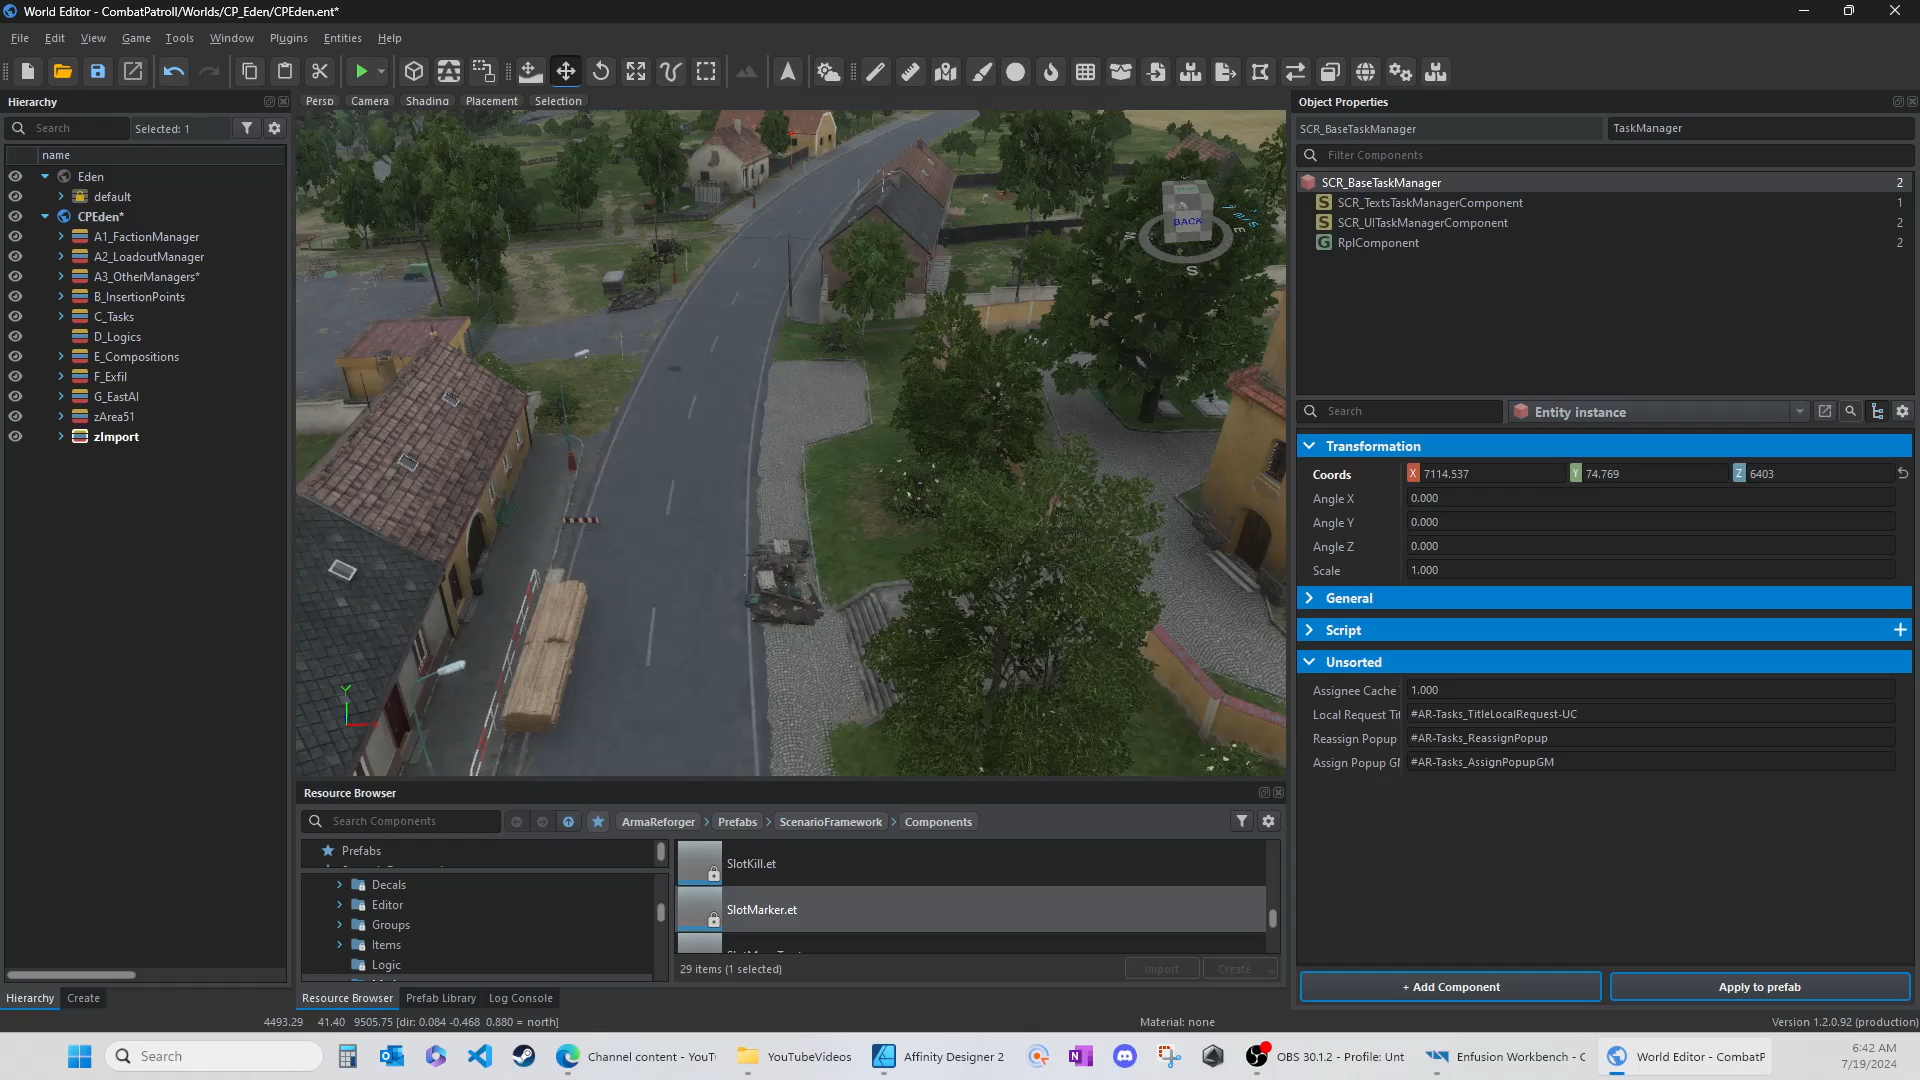 World Editor - CombatPatroll/Worlds/CP_Eden/CPEden.ent*
File Edit View Game Tools Window Plugins Entities Help
Hierarchy
Search
Selected: 1
name
Eden
default
CPEden*
A1_FactionManager
A2_LoadoutManager
A3_OtherManagers*
B_InsertionPoints
C_Tasks
D_Logics
E_Compositions
F_Exfil
G_EastAI
zArea51
zImport
Hierarchy Create
Persp Camera Shading Placement Selection
BACK
E
S
Y
Resource Browser
Search Components
ArmaReforger > Prefabs > ScenarioFramework > Components
Prefabs
Decals
Editor
Groups
Items
Logic
SlotKill.et
SlotMarker.et
29 items (1 selected)
Import Create
Resource Browser Prefab Library Log Console
Object Properties
SCR_BaseTaskManager TaskManager
Filter Components
SCR_BaseTaskManager 2
SCR_TextsTaskManagerComponent 1
SCR_UITaskManagerComponent 2
RplComponent 2
Search
Entity instance
Transformation
Coords X 7114.537 Y 74.769 Z 6403
Angle X 0.000
Angle Y 0.000
Angle Z 0.000
Scale 1.000
General
Script
Unsorted
Assignee Cache 1.000
Local Request Ti #AR-Tasks_TitleLocalRequest-UC
Reassign Popup #AR-Tasks_ReassignPopup
Assign Popup G #AR-Tasks_AssignPopupGM
+ Add Component Apply to prefab
4493.29 41.40 9505.75 [dir: 0.084 -0.468 0.880 = north]
Material: none
Version 1.2.0.92 (production)
Search
Channel content - YouT
YouTubeVideos
Affinity Designer 2
OBS 30.1.2 - Profile: Unt
Enfusion Workbench - C
World Editor - CombatP
6:42 AM
7/19/2024